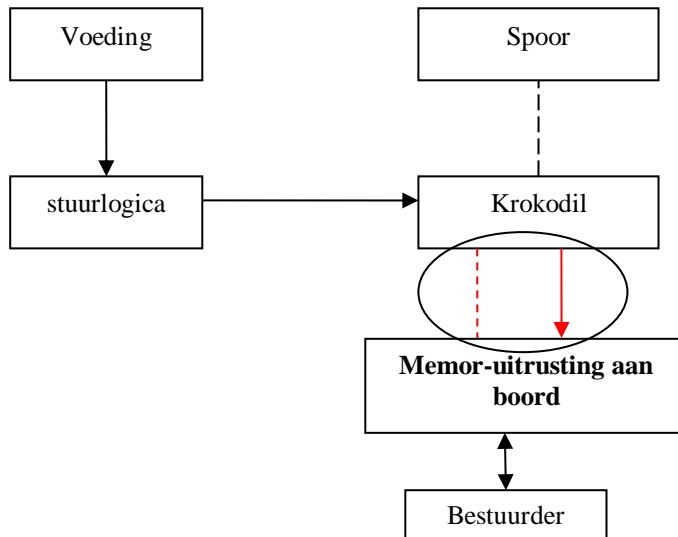 Voeding
Spoor
stuurlogica
Krokodil
Memor-uitrusting aan
boord
Bestuurder